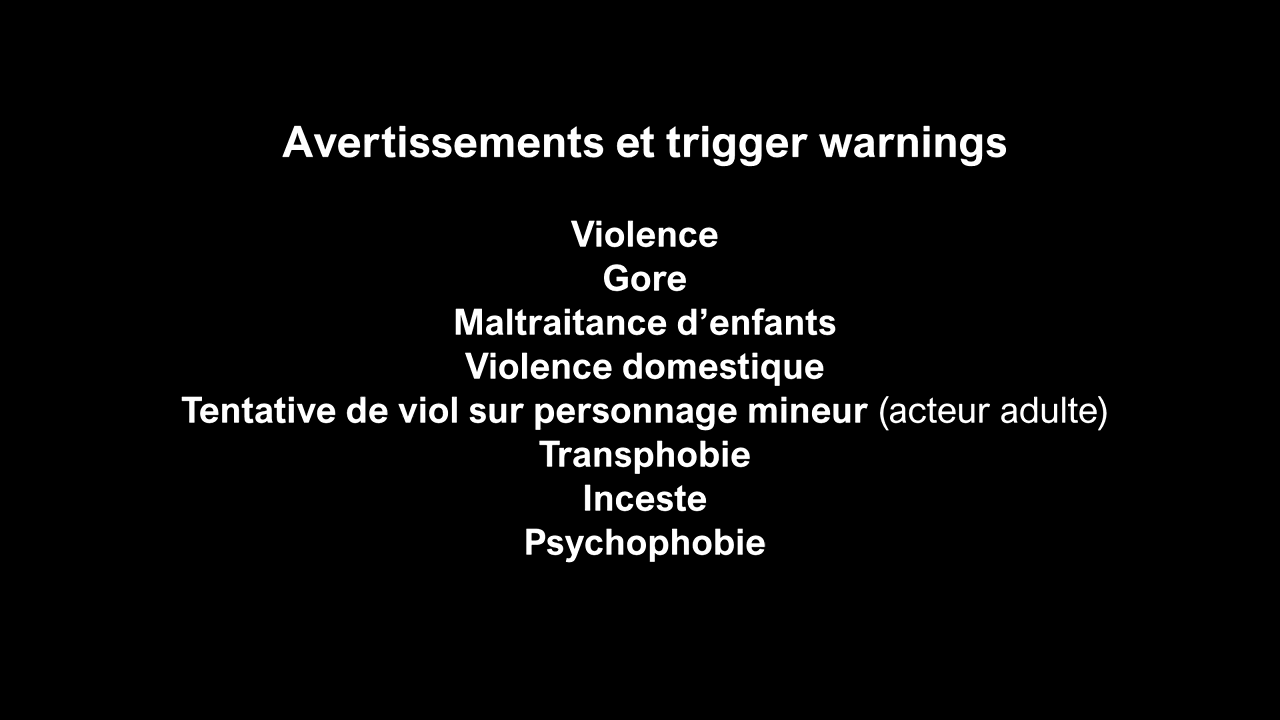 Avertissements et trigger warnings
Violence
Gore
Maltraitance d’enfants
Violence domestique
Tentative de viol sur personnage mineur (acteur adulte)
Transphobie
Inceste
Psychophobie